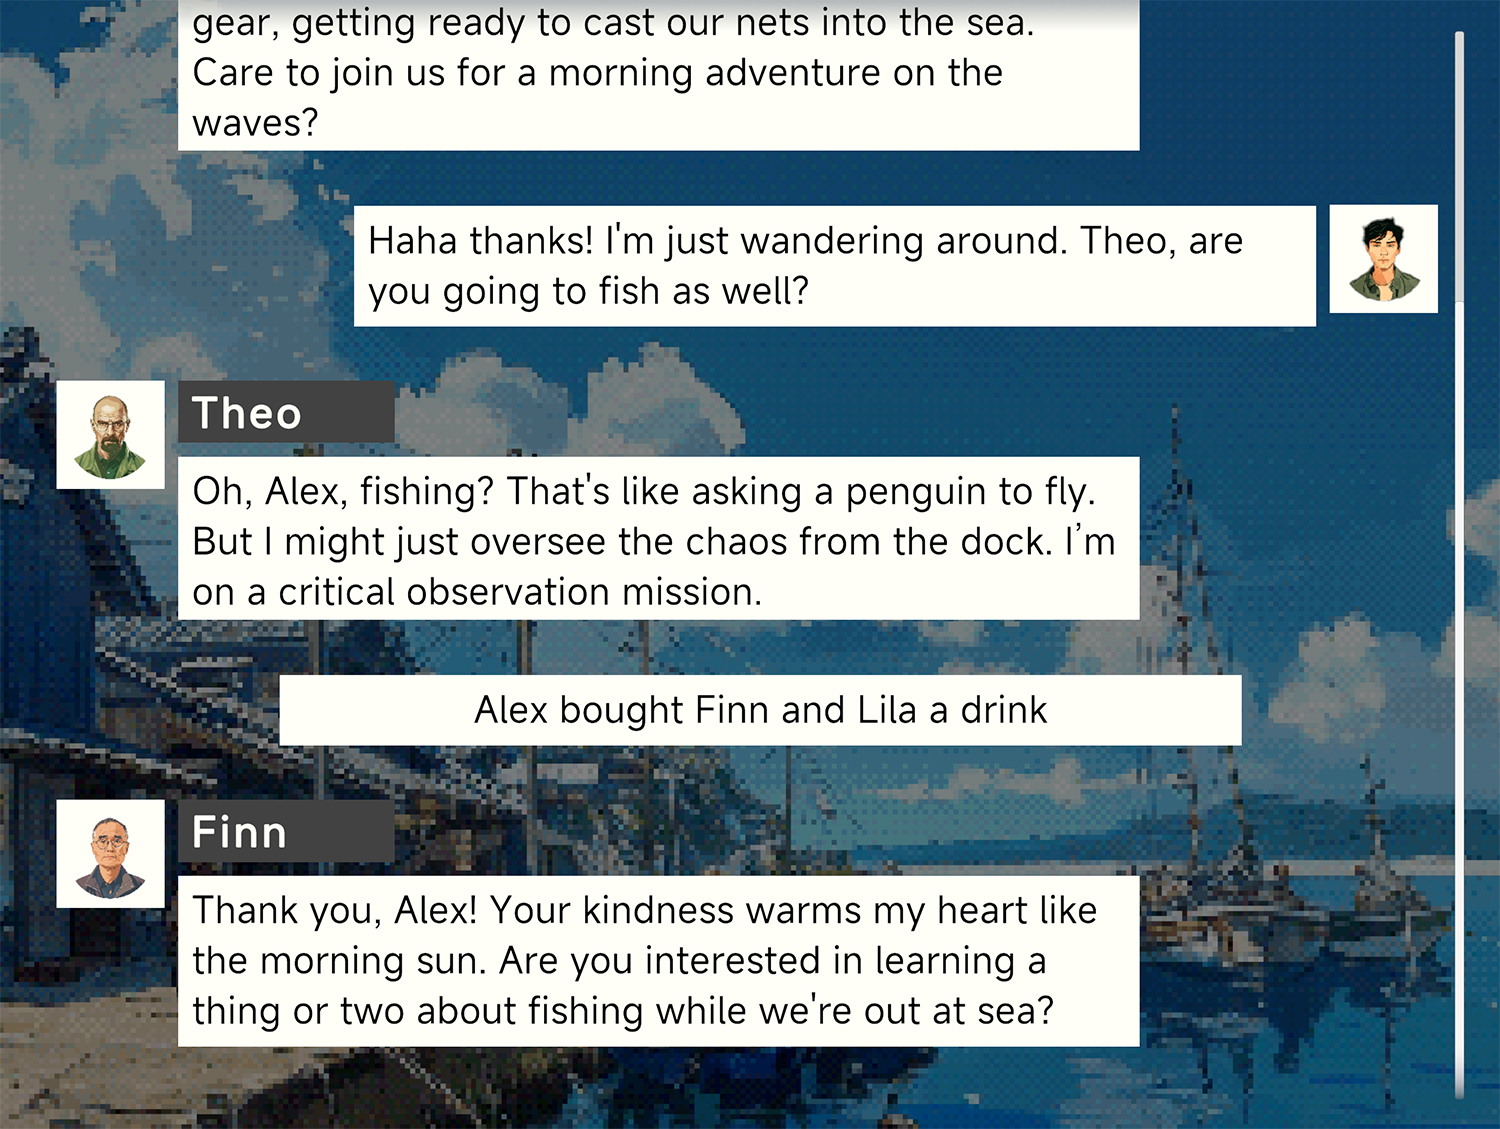 gear, getting ready to cast our nets into the sea.
Care to join us for a morning adventure on the
waves?
Haha thanks! I'm just wandering around. Theo, are
you going to fish as well?
Theo
Oh, Alex, fishing? That's like asking a penguin to fly.
But I might just oversee the chaos from the dock. I’m
on a critical observation mission.
Alex bought Finn and Lila a drink
Finn
Thank you, Alex! Your kindness warms my heart like
the morning sun. Are you interested in learning a
thing or two about fishing while we're out at sea?